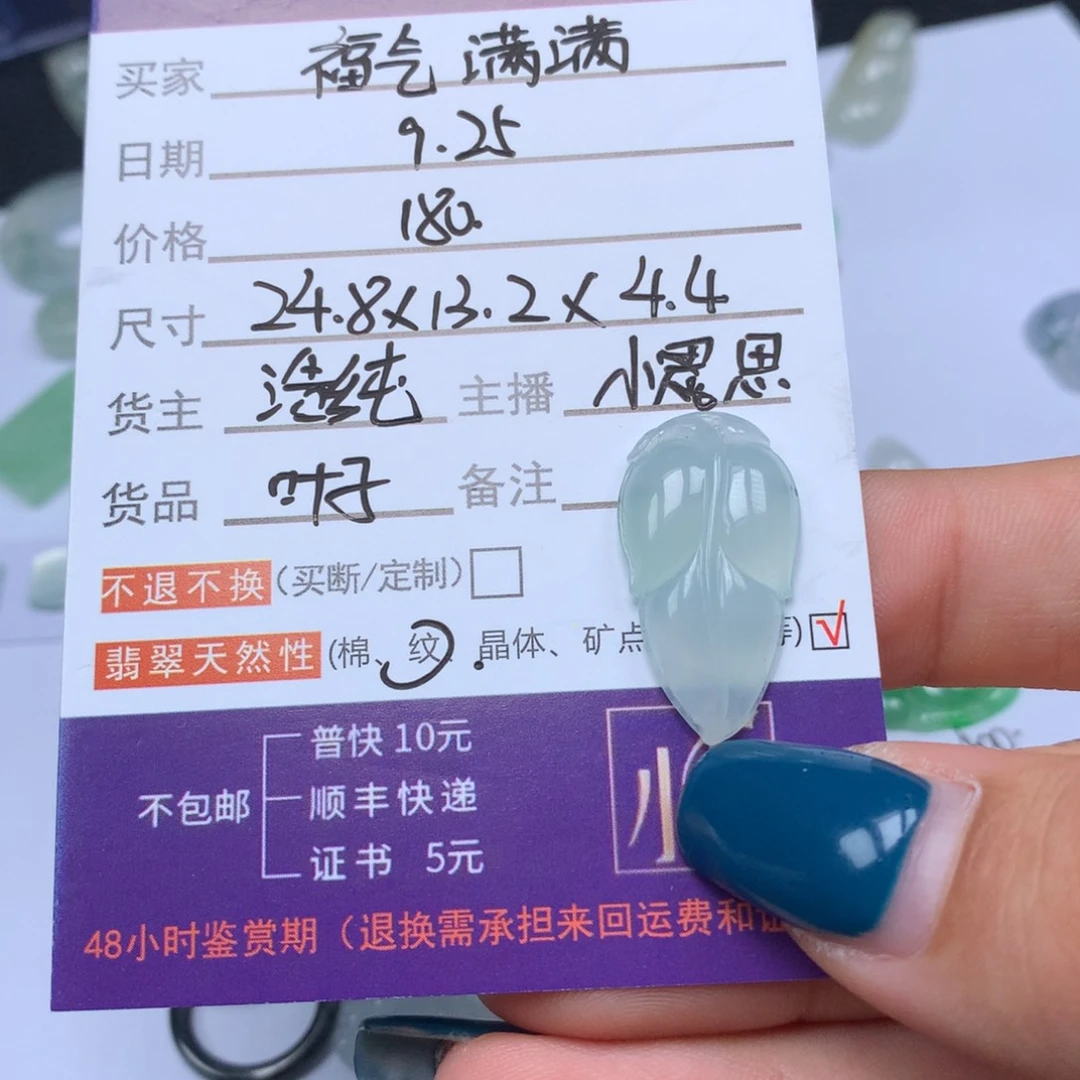 买家 福气满满
日期 9.25
价格 180.
尺寸 24.8x13.2x4.4
货主 纯 主播 小 思
货品 叶子 备注
不退不换(买断/定制)
翡翠天然性(棉、纹、晶体、矿点 等) √
普快 10元
不包邮 顺丰快递
证书 5元
小
48小时鉴赏期（退换需承担来回运费和证